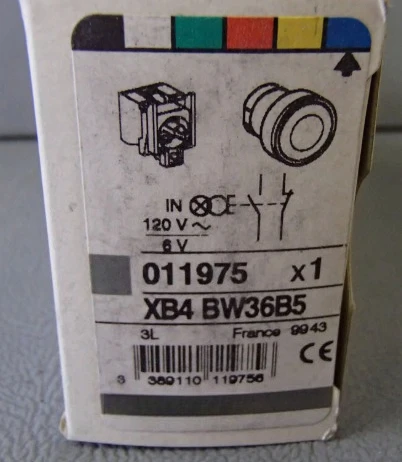 IN
120 V ~
6 V
011975 x1
XB4 BW36B5
3L France 9943
CE
3 389110 119756